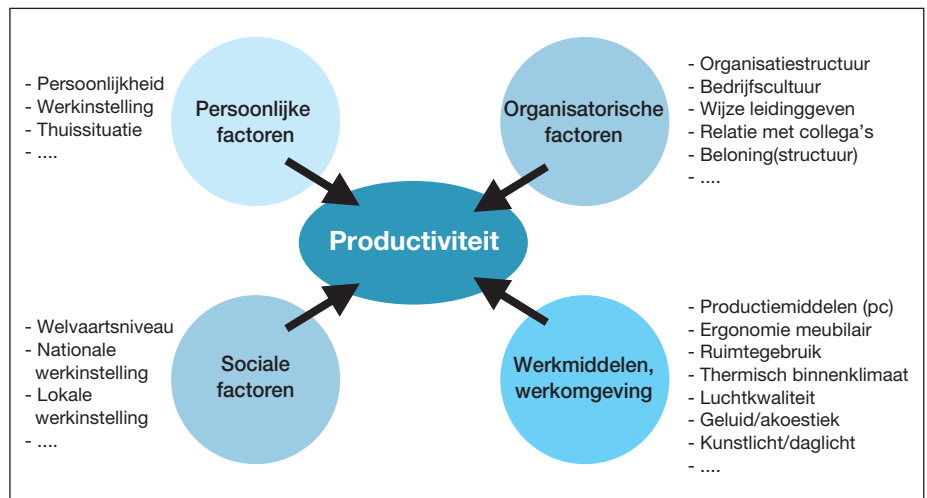 - Persoonlijkheid
- Werkinstelling
- Thuissituatie
- ....
Persoonlijke
factoren
Organisatorische
factoren
- Organisatiestructuur
- Bedrijfscultuur
- Wijze leidinggeven
- Relatie met collega's
- Beloning(structuur)
- ....
Productiviteit
- Welvaartsniveau
- Nationale
werkinstelling
- Lokale
werkinstelling
- ....
Sociale
factoren
Werkmiddelen,
werkomgeving
- Productiemiddelen (pc)
- Ergonomie meubilair
- Ruimtegebruik
- Thermisch binnenklimaat
- Luchtkwaliteit
- Geluid/akoestiek
- Kunstlicht/daglicht
- ....